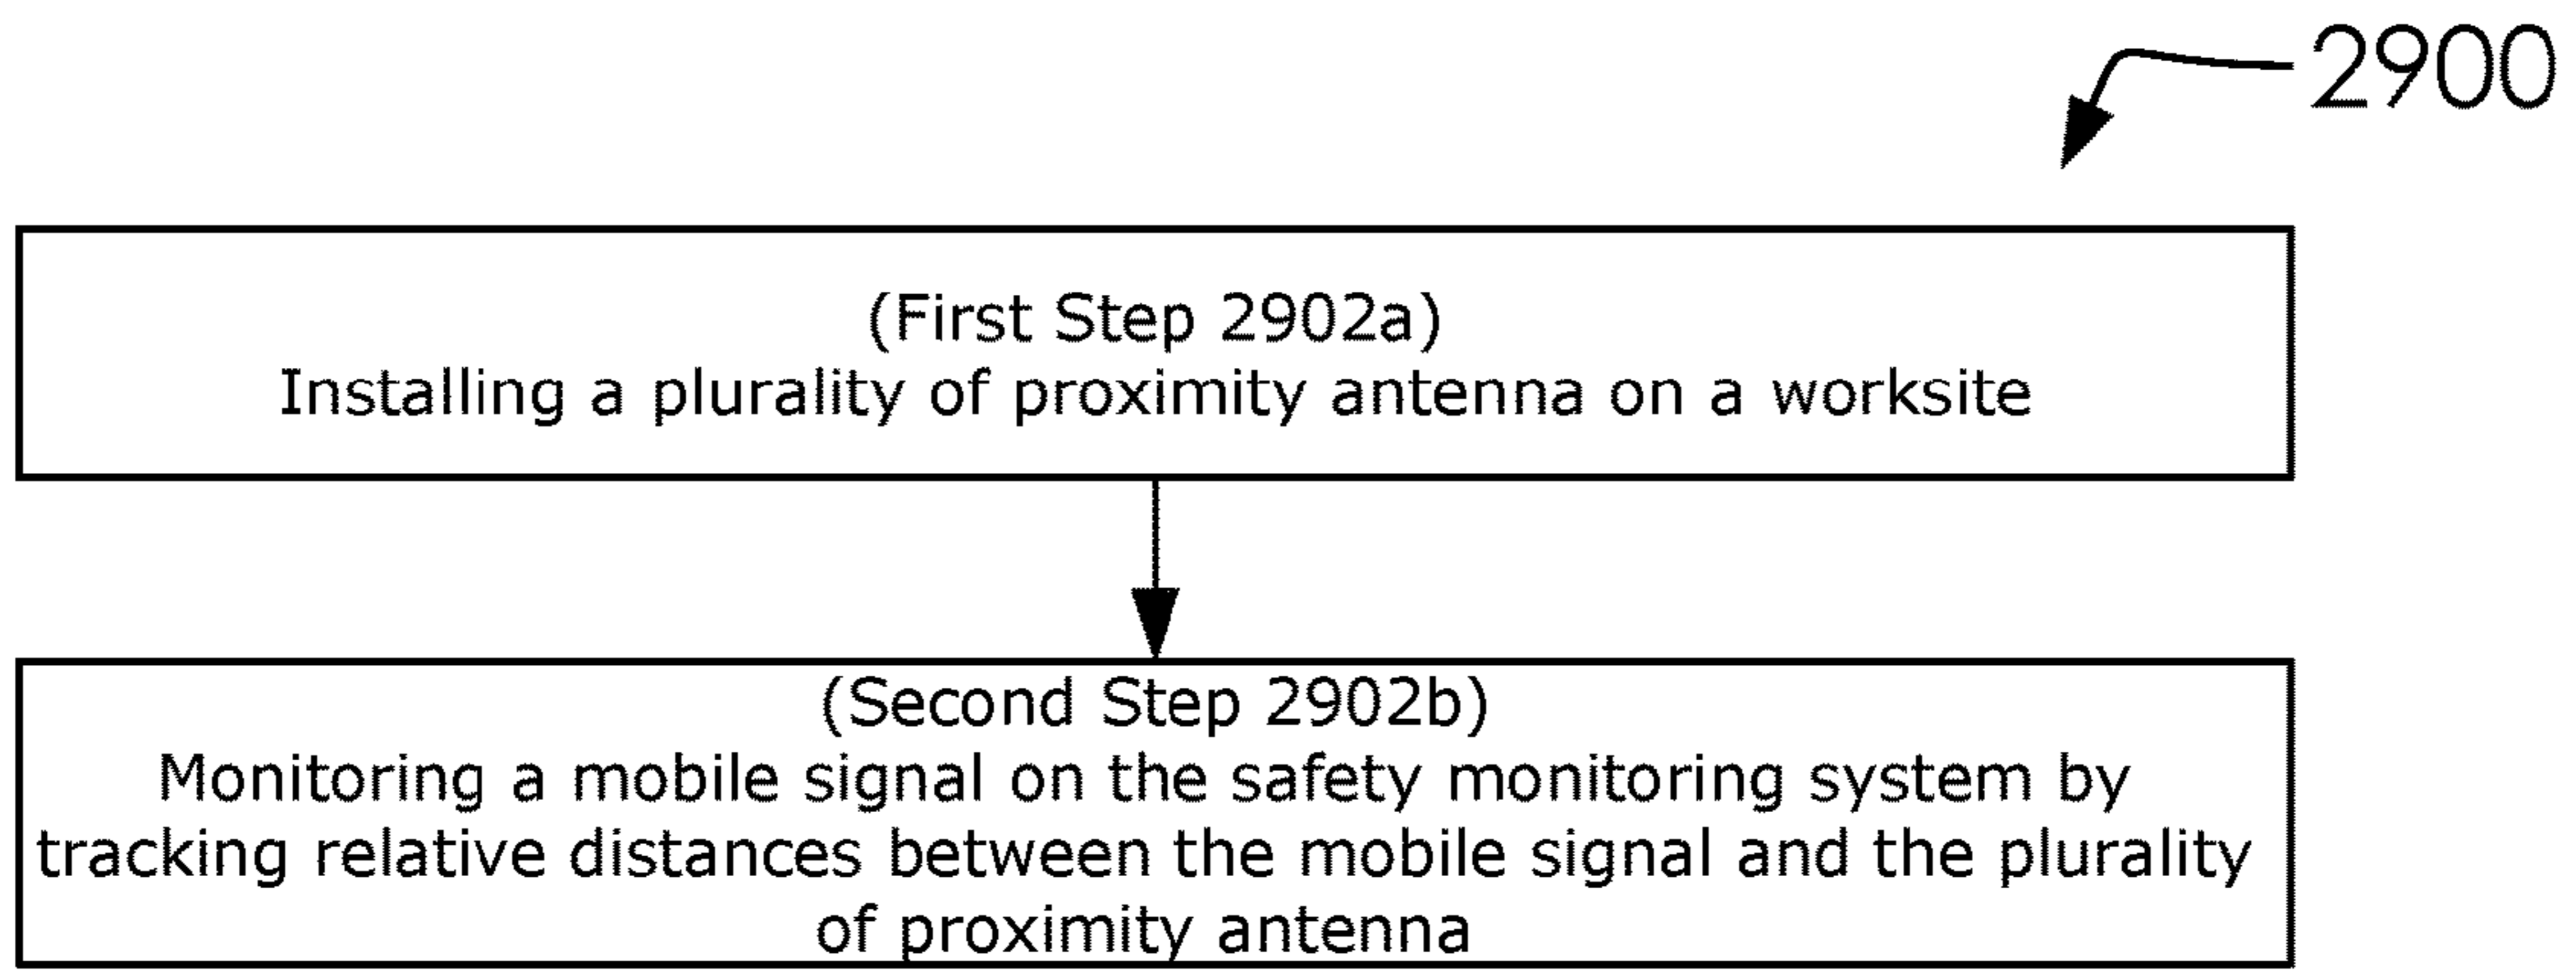 2900
(First Step 2902a)
Installing a plurality of proximity antenna on a worksite
(Second Step 2902b)
Monitoring a mobile signal on the safety monitoring system by
tracking relative distances between the mobile signal and the plurality
of proximity antenna